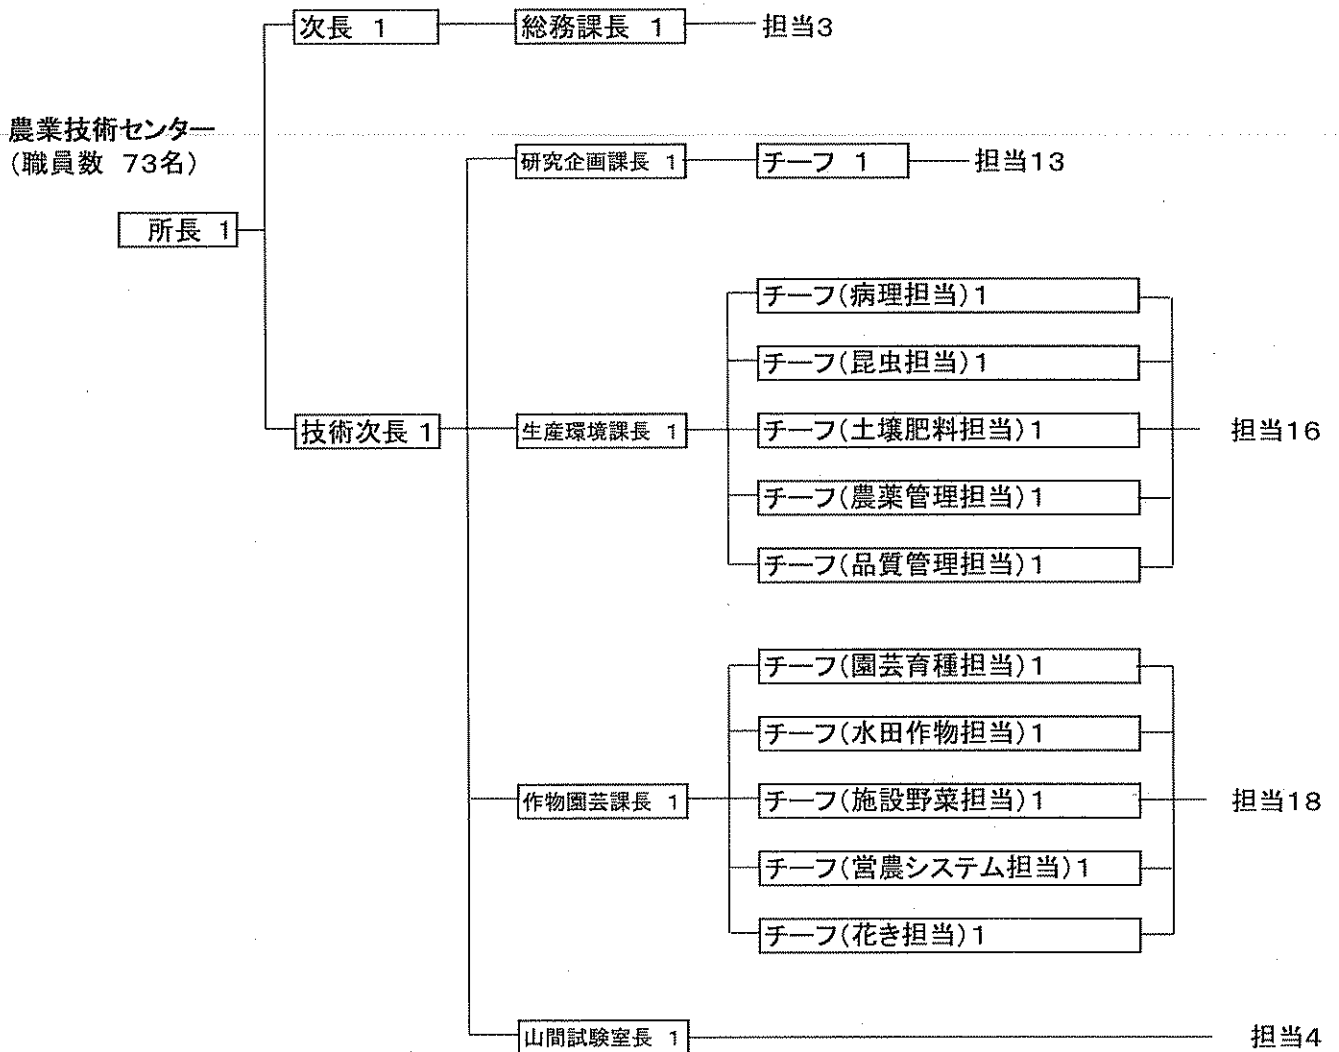 次長 1
総務課長 1
担当3
農業技術センター
(職員数 73名)
研究企画課長 1
チーフ 1
担当13
所長 1
チーフ(病理担当)1
チーフ(昆虫担当)1
技術次長 1
生産環境課長 1
チーフ(土壌肥料担当)1
担当16
チーフ(農薬管理担当)1
チーフ(品質管理担当)1
チーフ(園芸育種担当)1
チーフ(水田作物担当)1
作物園芸課長 1
チーフ(施設野菜担当)1
担当18
チーフ(営農システム担当)1
チーフ(花き担当)1
山間試験室長 1
担当4